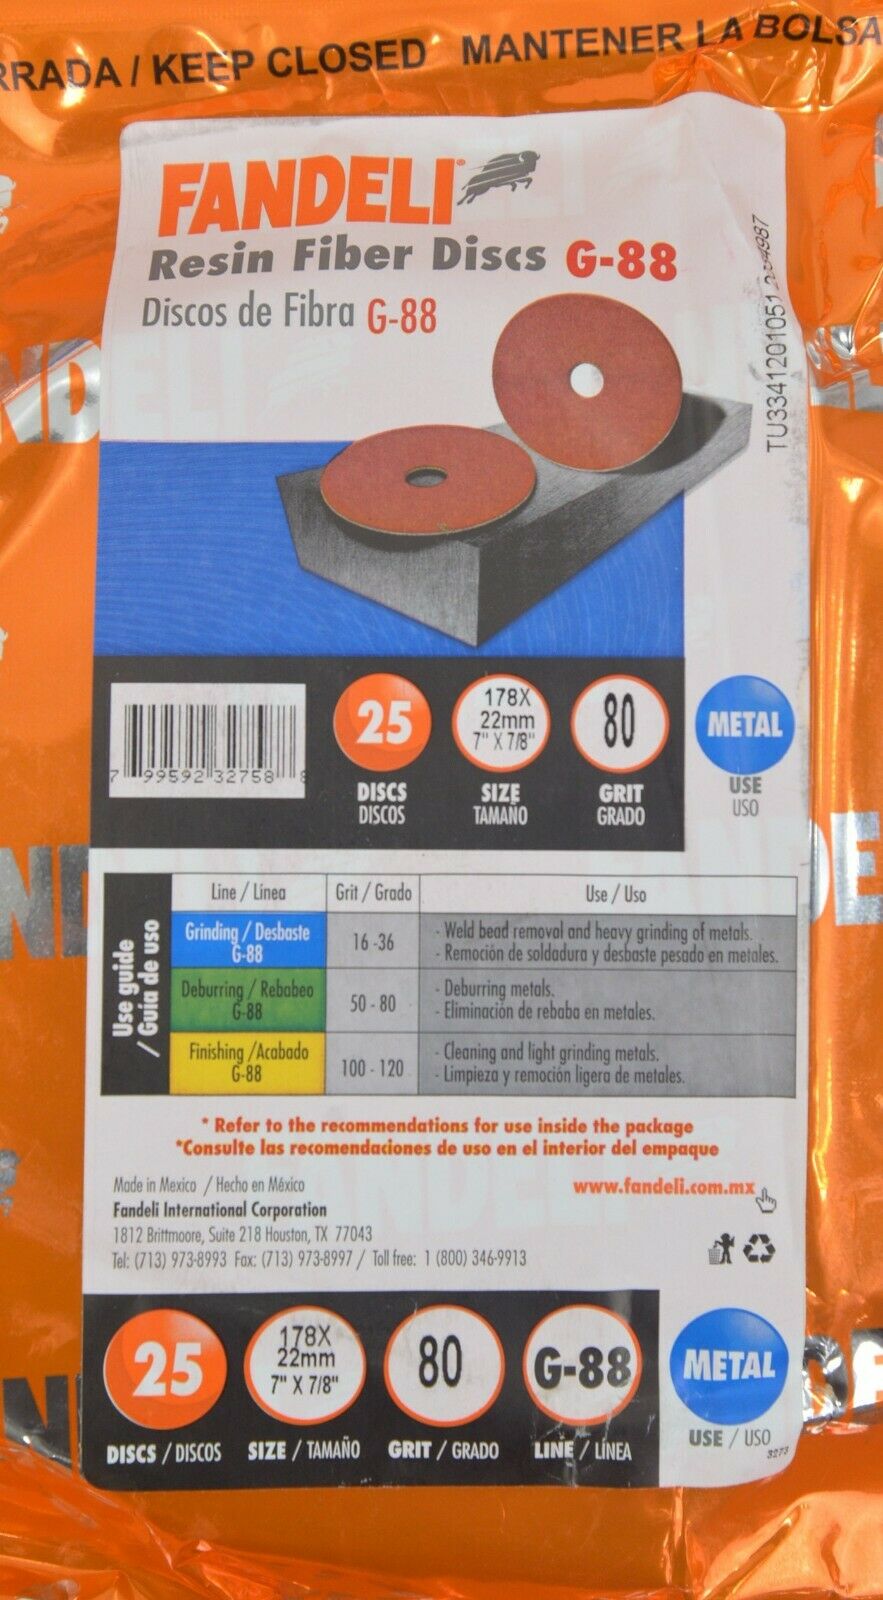 RRADA / KEEP CLOSED MANTENER LA BOLSA
FANDELI®
Resin Fiber Discs G-88
Discos de Fibra G-88
25
178X
22mm
7" X 7/8"
80
METAL
7 99592 32758 8
DISCS
DISCOS
SIZE
TAMAÑO
GRIT
GRADO
USE
USO
Use guide
/ Guía de uso
Line / Línea Grit / Grado Use / Uso
Grinding / Desbaste
G-88
16 -36
- Weld bead removal and heavy grinding of metals.
- Remoción de soldadura y desbaste pesado en metales.
Deburring / Rebabeo
G-88
50 - 80
- Deburring metals.
- Eliminación de rebaba en metales.
Finishing /Acabado
G-88
100 - 120
- Cleaning and light grinding metals.
- Limpieza y remoción ligera de metales.
* Refer to the recommendations for use inside the package
*Consulte las recomendaciones de uso en el interior del empaque
Made in Mexico / Hecho en México
www.fandeli.com.mx
Fandeli International Corporation
1812 Brittmoore, Suite 218 Houston, TX 77043
Tel: (713) 973-8993 Fax: (713) 973-8997 / Toll free: 1 (800) 346-9913
25
178X
22mm
7" X 7/8"
80
G-88
METAL
DISCS / DISCOS
SIZE / TAMAÑO
GRIT / GRADO
LINE / LÍNEA
USE / USO
3273
TU3341201051